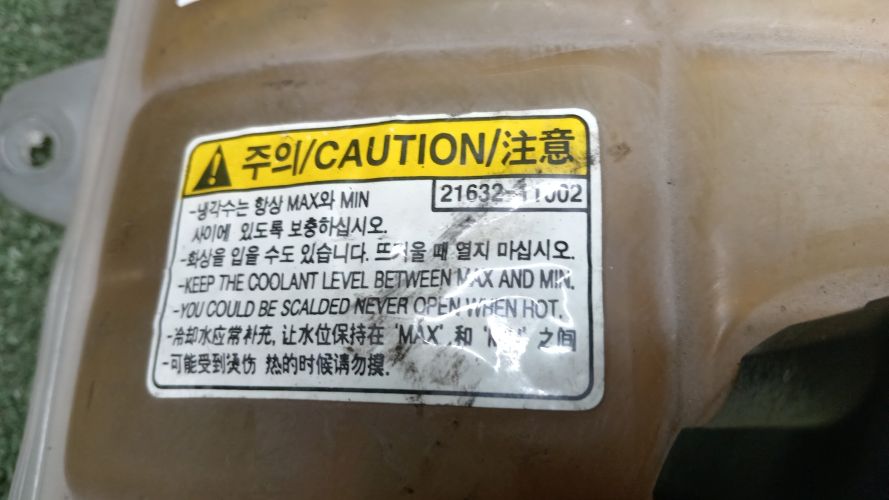 주의/CAUTION/注意
-냉각수는 항상 MAX와 MIN
사이에 있도록 보충하십시오.
-화상을 입을 수도 있습니다. 뜨거울 때 열지 마십시오.
-KEEP THE COOLANT LEVEL BETWEEN MAX AND MIN.
-YOU COULD BE SCALDED NEVER OPEN WHEN HOT.
-冷却水应常补充, 让水位保持在 'MAX' 和 'MIN' 之间
-可能受到烫伤 热的时候请勿摸.